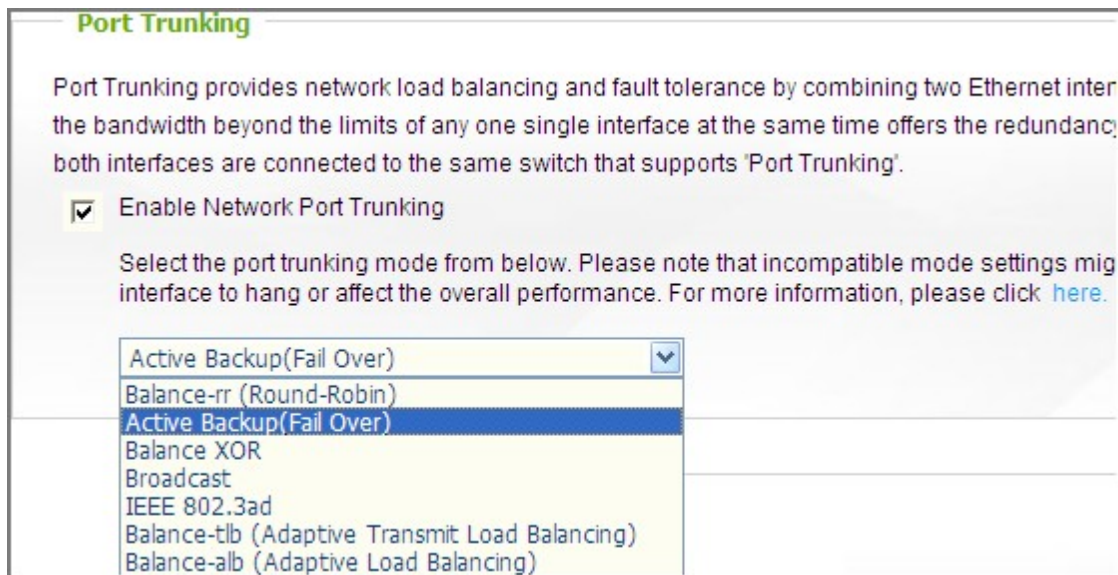 Port Trunking
Port Trunking provides network load balancing and fault tolerance by combining two Ethernet
the bandwidth beyond the limits of any one single interface at the same time offers the
both interfaces are connected to the same switch that supports 'Port Trunking'.
Enable Network Port Trunking
Select the port trunking mode from below. Please note that incompatible mode settings
interface to hang or affect the overall performance. For more information, please click here.
Active Backup(Fail Over)
Balance-rr (Round-Robin)
Active Backup(Fail Over)
Balance XOR
Broadcast
IEEE 802.3ad
Balance-tlb (Adaptive Transmit Load Balancing)
Balance-alb (Adaptive Load Balancing)